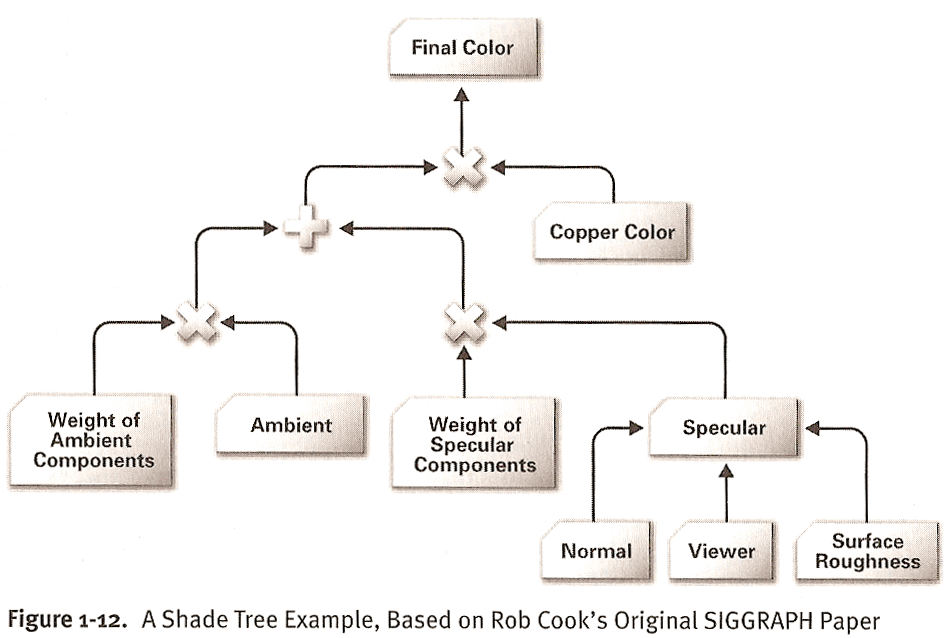 Final Color
Copper Color
Weight of
Ambient
Components
Ambient
Weight of
Specular
Components
Specular
Normal
Viewer
Surface
Roughness
Figure 1-12. A Shade Tree Example, Based on Rob Cook's Original SIGGRAPH Paper